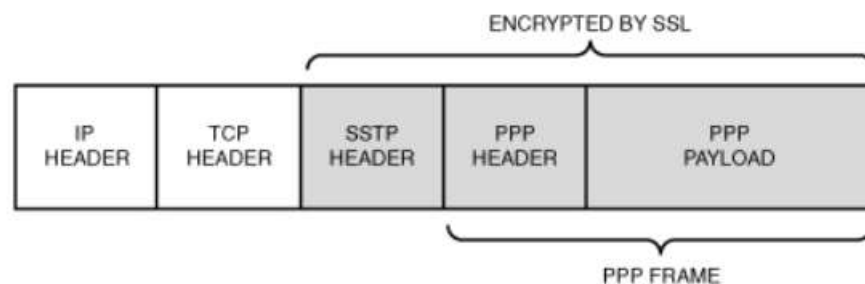 ENCRYPTED BY SSL
IP
HEADER
TCP
HEADER
SSTP
HEADER
PPP
HEADER
PPP
PAYLOAD
PPP FRAME